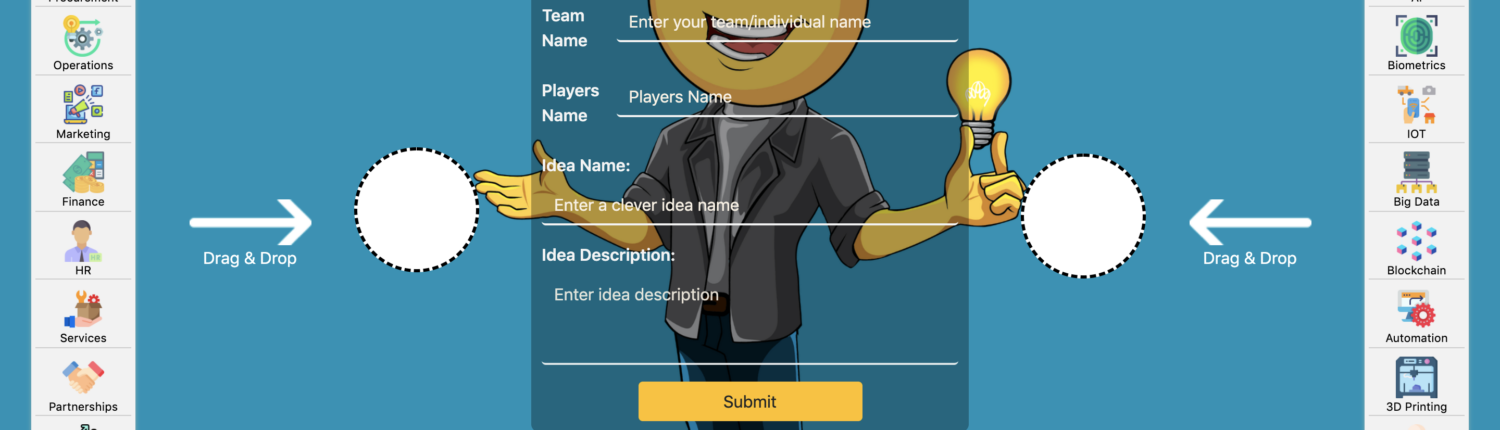 Operations
Marketing
Finance
HR
Services
Partnerships
Drag & Drop
Team
Name
Enter your team/individual name
Players
Name
Players Name
Idea Name:
Enter a clever idea name
Idea Description:
Enter idea description
Submit
Drag & Drop
Biometrics
IOT
Big Data
Blockchain
Automation
3D Printing